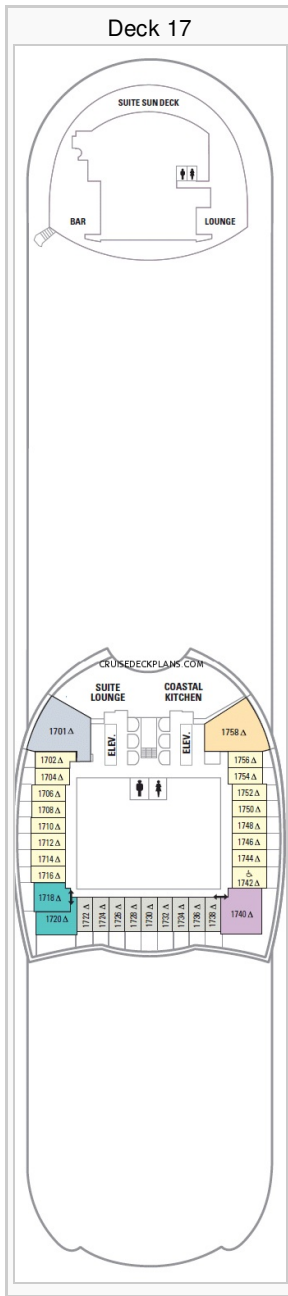 Deck 17
SUITE SUN DECK
BAR
LOUNGE
CRUISEDECKPLANS.COM
SUITE
LOUNGE
COASTAL
KITCHEN
ELEV.
ELEV.
1701 Δ
1758 Δ
1702 Δ
1756 Δ
1704 Δ
1754 Δ
1706 Δ
1752 Δ
1708 Δ
1750 Δ
1710 Δ
1748 Δ
1712 Δ
1746 Δ
1714 Δ
1744 Δ
1716 Δ
1742 Δ
1718 Δ
1720 Δ
1722 Δ
1724 Δ
1726 Δ
1728 Δ
1730 Δ
1732 Δ
1734 Δ
1736 Δ
1738 Δ
1740 Δ